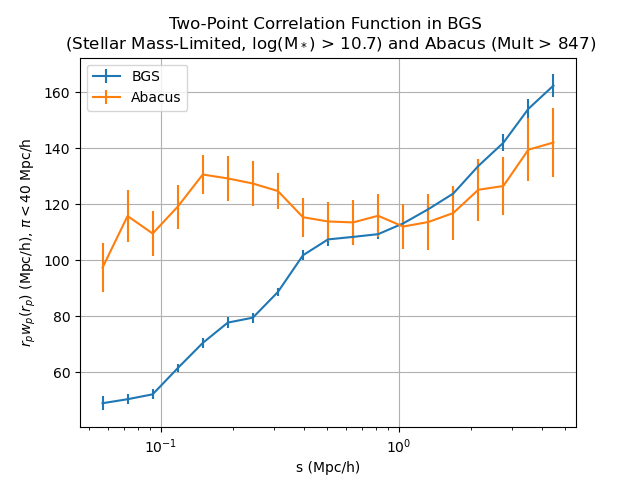 Two-Point Correlation Function in BGS
(Stellar Mass-Limited, log(M_*) > 10.7) and Abacus (Mult > 847)
BGS
Abacus
r_p w_p(r_p) (Mpc/h), π < 40 Mpc/h
160
140
120
100
80
60
10^-1
10^0
s (Mpc/h)